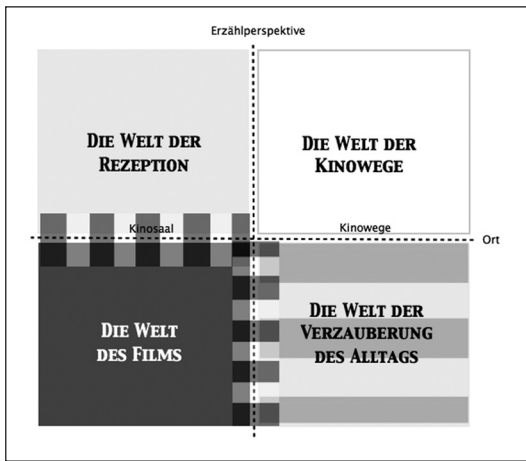 Erzählperspektive
DIE WELT DER
REZEPTION
DIE WELT DER
KINOWEGE
Kinosaal
Kinowege
Ort
DIE WELT
DES FILMS
DIE WELT DER
VERZAUBERUNG
DES ALLTAGS